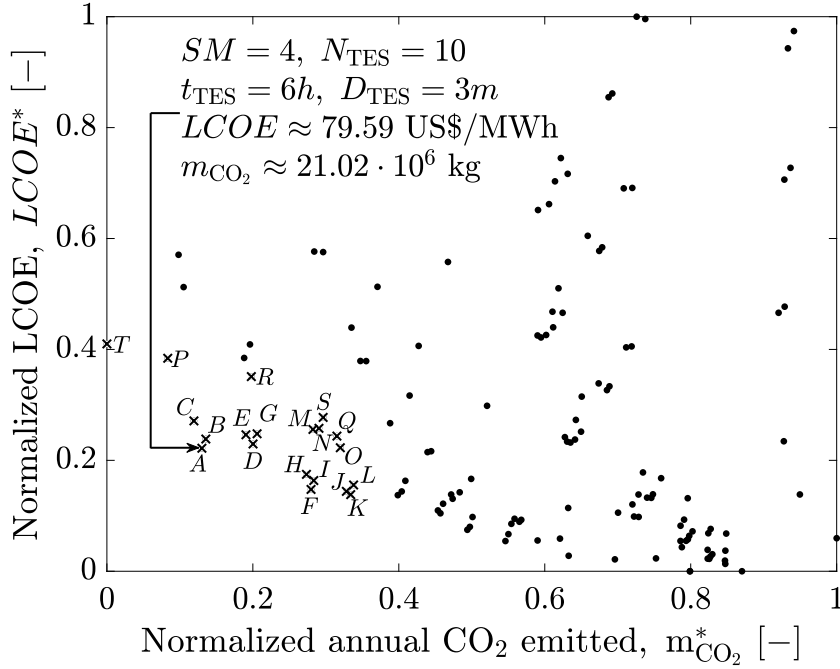 SM = 4, N_TES = 10
t_TES = 6h, D_TES = 3m
LCOE ≈ 79.59 US$/MWh
m_CO₂ ≈ 21.02 · 10⁶ kg
Normalized LCOE, LCOE* [−]
1
0.8
0.6
0.4
0.2
0
T
P
R
C
B
A
E
G
D
S
M
N
Q
O
H
I
F
J
L
K
0
0.2
0.4
0.6
0.8
1
Normalized annual CO₂ emitted, m*_CO₂ [−]